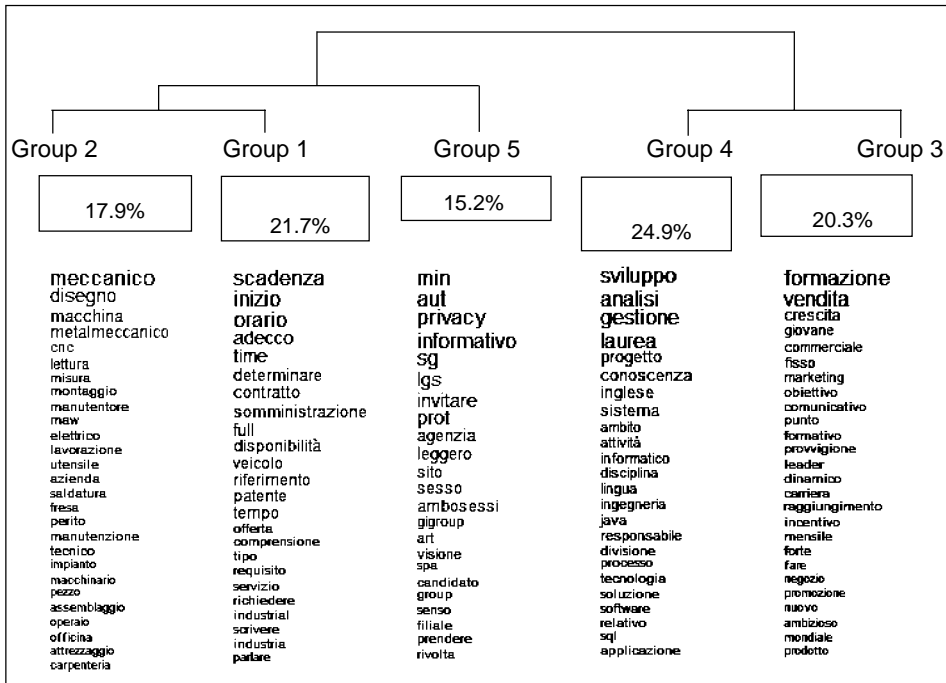 Group 2 Group 1 Group 5 Group 4 Group 3
17.9% 21.7% 15.2% 24.9% 20.3%
meccanico
disegno
macchina
metalmeccanico
cnc
lettura
misura
montaggio
manutentore
maw
elettrico
lavorazione
utensile
azienda
saldatura
fresa
perito
manutenzione
tecnico
impianto
macchinario
pezzo
assemblaggio
operaio
officina
attrezzaggio
carpenteria
scadenza
inizio
orario
adecco
time
determinare
contratto
somministrazione
full
disponibilità
veicolo
riferimento
patente
tempo
offerta
comprensione
tipo
requisito
servizio
richiedere
industrial
scrivere
industria
parlare
min
aut
privacy
informativo
sg
lgs
invitare
prot
agenzia
leggero
sito
sesso
ambosessi
gigroup
art
visione
spa
candidato
group
senso
filiale
prendere
rivolta
sviluppo
analisi
gestione
laurea
progetto
conoscenza
inglese
sistema
ambito
attività
informatico
disciplina
lingua
ingegneria
java
responsabile
divisione
processo
tecnologia
soluzione
software
relativo
sql
applicazione
formazione
vendita
crescita
giovane
commerciale
fisso
marketing
obiettivo
comunicativo
punto
formativo
provvigione
leader
dinamico
carriera
raggiungimento
incentivo
mensile
forte
fare
negozio
promozione
nuovo
ambizioso
mondiale
prodotto